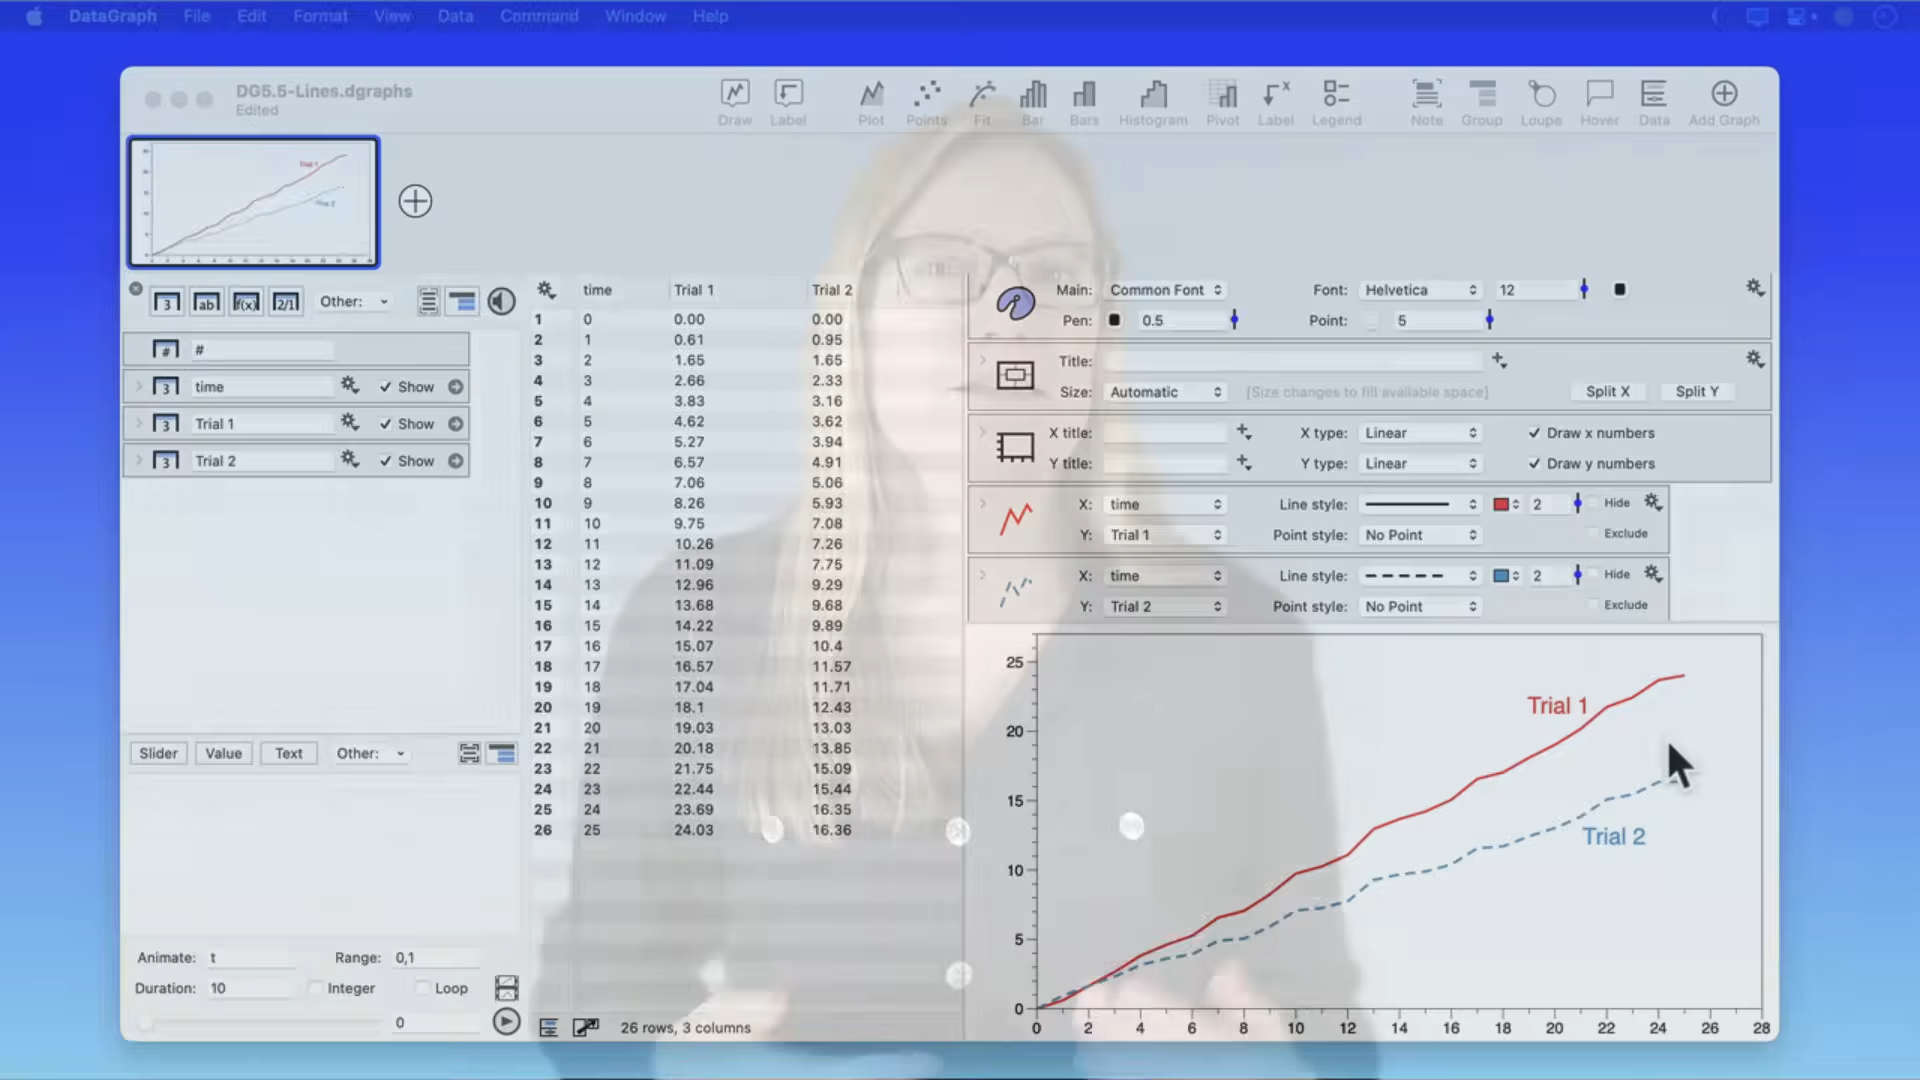 DataGraph File Edit Format View Data Command Window Help
DG5.5-Lines.dgraphs
Edited
Draw Label Plot Points Fit Bar Bars Histogram Pivot Label Legend Note Group Loupe Hover Data Add Graph
Other:
#
time Show
Trial 1 Show
Trial 2 Show
Slider Value Text Other:
Animate: t Range: 0,1
Duration: 10 Integer Loop
0
time Trial 1 Trial 2
1 0 0.00 0.00
2 1 0.61 0.95
3 2 1.65 1.65
4 3 2.66 2.33
5 4 3.83 3.16
6 5 4.62 3.62
7 6 5.27 3.94
8 7 6.57 4.91
9 8 7.06 5.06
10 9 8.26 5.93
11 10 9.75 7.08
12 11 10.26 7.26
13 12 11.09 7.75
14 13 12.96 9.29
15 14 13.68 9.68
16 15 14.22 9.89
17 16 15.07 10.4
18 17 16.57 11.57
19 18 17.04 11.71
20 19 18.1 12.43
21 20 19.03 13.03
22 21 20.18 13.85
23 22 21.75 15.09
24 23 22.44 15.44
25 24 23.69 16.35
26 25 24.03 16.36
26 rows, 3 columns
Main: Common Font Font: Helvetica 12
Pen: 0.5 Point: 5
Title:
Size: Automatic [Size changes to fill available space] Split X Split Y
X title: X type: Linear Draw x numbers
Y title: Y type: Linear Draw y numbers
X: time Line style: 2 Hide
Y: Trial 1 Point style: No Point Exclude
X: time Line style: 2 Hide
Y: Trial 2 Point style: No Point Exclude
25
Trial 1
20
15
Trial 2
10
5
0
0 2 4 6 8 10 12 14 16 18 20 22 24 26 28